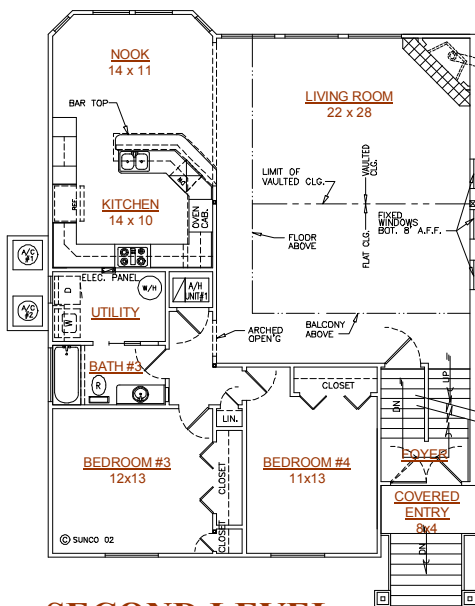 NOOK
14 x 11
BAR TOP
LIVING ROOM
22 x 28
LIMIT OF
VAULTED CLG.
VAULTED
CLG.
FLAT CLG.
FIXED
WINDOWS
BOT. 8' A.F.F.
REF
KITCHEN
14 x 10
OVEN
CAB.
FLOOR
ABOVE
A/C
#1
A/C
#2
ELEC. PANEL
D
W
W/H
A/H
UNIT#1
UTILITY
ARCHED
OPEN'G
BALCONY
ABOVE
BATH #3
R
LIN.
CLOSET
UP
DN
FOYER
BEDROOM #3
12x13
CLOSET
CLOSET
BEDROOM #4
11x13
COVERED
ENTRY
8x4
DN
© SUNCO 02
SECOND LEVEL